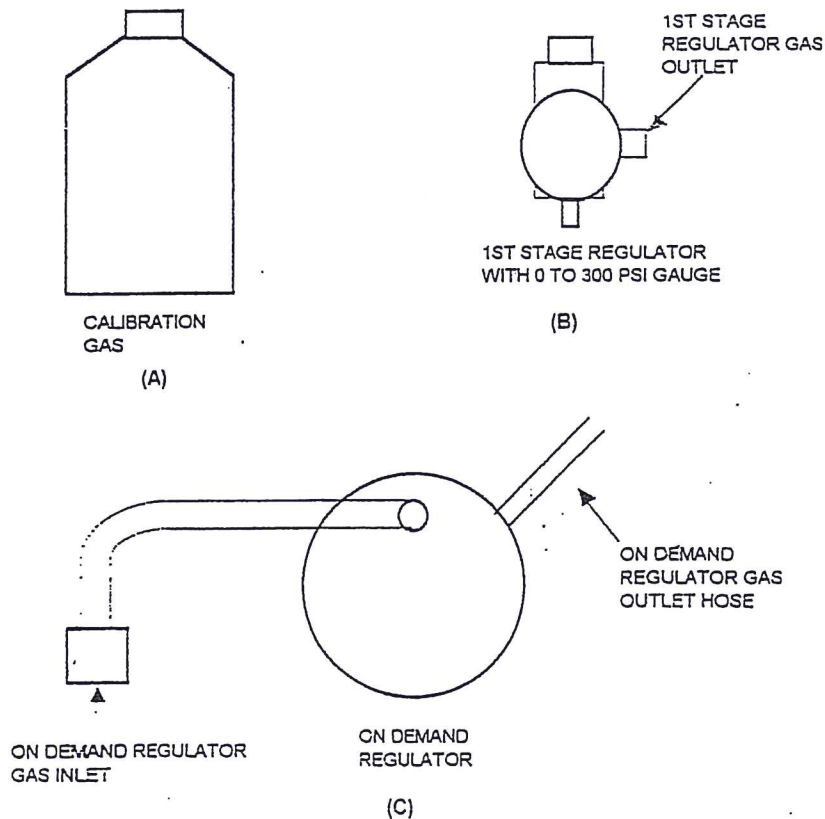 1ST STAGE
REGULATOR GAS
OUTLET
1ST STAGE REGULATOR
WITH 0 TO 300 PSI GAUGE
(B)
CALIBRATION
GAS
(A)
ON DEMAND
REGULATOR GAS
OUTLET HOSE
ON DEMAND REGULATOR
GAS INLET
ON DEMAND
REGULATOR
(C)